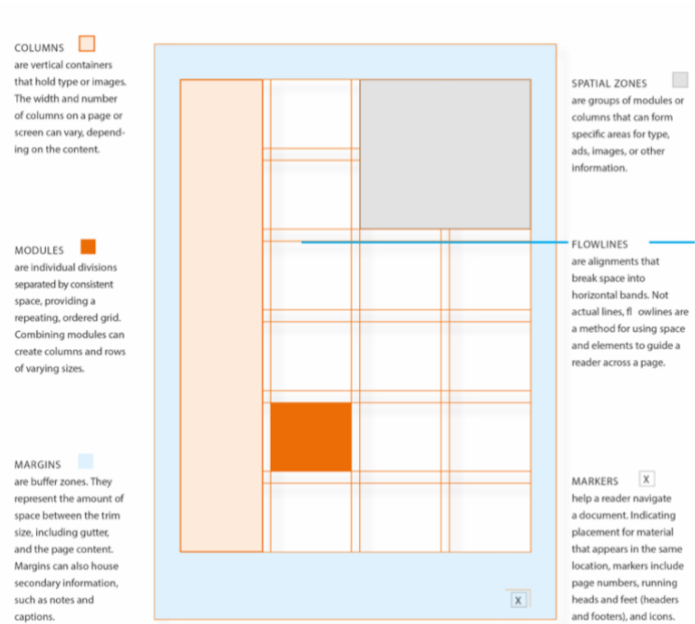 COLUMNS
are vertical containers
that hold type or images.
The width and number
of columns on a page or
screen can vary, depend-
ing on the content.
MODULES
are individual divisions
separated by consistent
space, providing a
repeating, ordered grid.
Combining modules can
create columns and rows
of varying sizes.
MARGINS
are buffer zones. They
represent the amount of
space between the trim
size, including gutter,
and the page content.
Margins can also house
secondary information,
such as notes and
captions.
X
SPATIAL ZONES
are groups of modules or
columns that can form
specific areas for type,
ads, images, or other
information.
FLOWLINES
are alignments that
break space into
horizontal bands. Not
actual lines, fl owlines are
a method for using space
and elements to guide a
reader across a page.
MARKERS X
help a reader navigate
a document. Indicating
placement for material
that appears in the same
location, markers include
page numbers, running
heads and feet (headers
and footers), and icons.